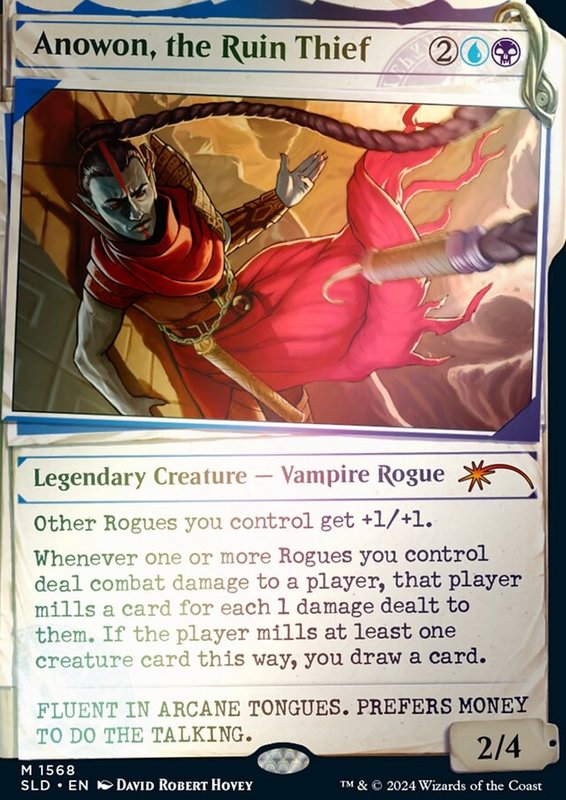 Anowon, the Ruin Thief 2
Legendary Creature — Vampire Rogue
Other Rogues you control get +1/+1.
Whenever one or more Rogues you control
deal combat damage to a player, that player
mills a card for each 1 damage dealt to
them. If the player mills at least one
creature card this way, you draw a card.
FLUENT IN ARCANE TONGUES. PREFERS MONEY
TO DO THE TALKING.
2/4
M 1568
SLD • EN David Robert Hovey
™ & © 2024 Wizards of the Coast